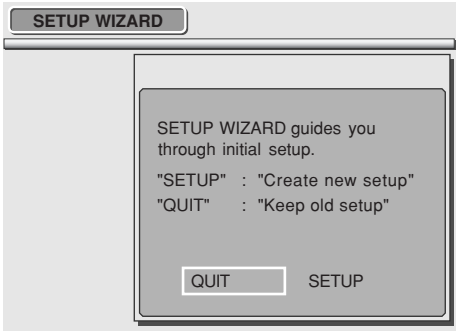 SETUP WIZARD
SETUP WIZARD guides you
through initial setup.
"SETUP" : "Create new setup"
"QUIT" : "Keep old setup"
QUIT SETUP